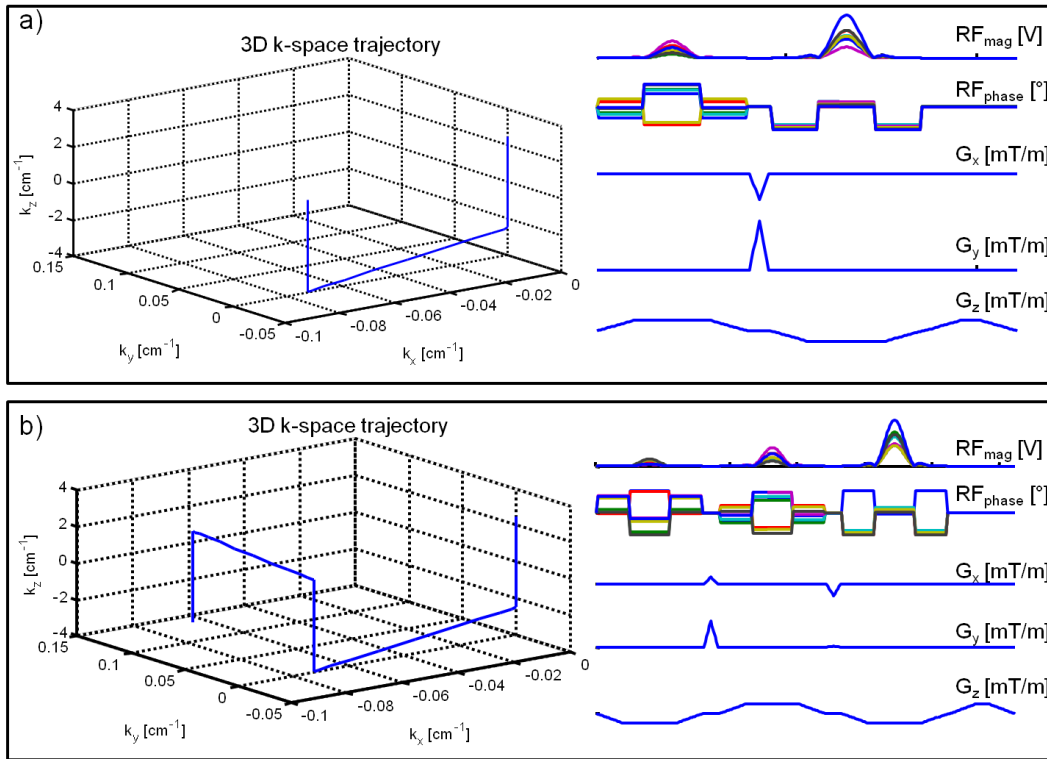 a)
3D k-space trajectory
4
2
0
-2
-4
k_z [cm⁻¹]
0.15
0.1
0.05
0
-0.05
k_y [cm⁻¹]
-0.1
-0.08
-0.06
-0.04
-0.02
0
k_x [cm⁻¹]
RF_mag [V]
RF_phase [°]
G_x [mT/m]
G_y [mT/m]
G_z [mT/m]
b)
3D k-space trajectory
4
2
0
-2
-4
k_z [cm⁻¹]
0.15
0.1
0.05
0
-0.05
k_y [cm⁻¹]
-0.1
-0.08
-0.06
-0.04
-0.02
0
k_x [cm⁻¹]
RF_mag [V]
RF_phase [°]
G_x [mT/m]
G_y [mT/m]
G_z [mT/m]